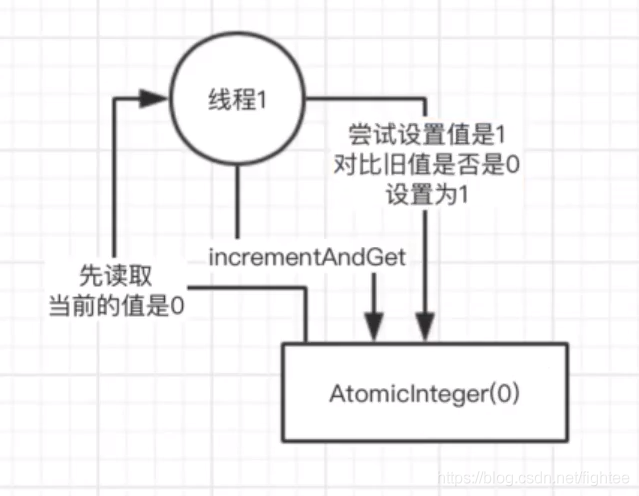 线程1
尝试设置值是1
对比旧值是否是0
设置为1
incrementAndGet
先读取
当前的值是0
AtomicInteger(0)
https://blog.csdn.net/fightee